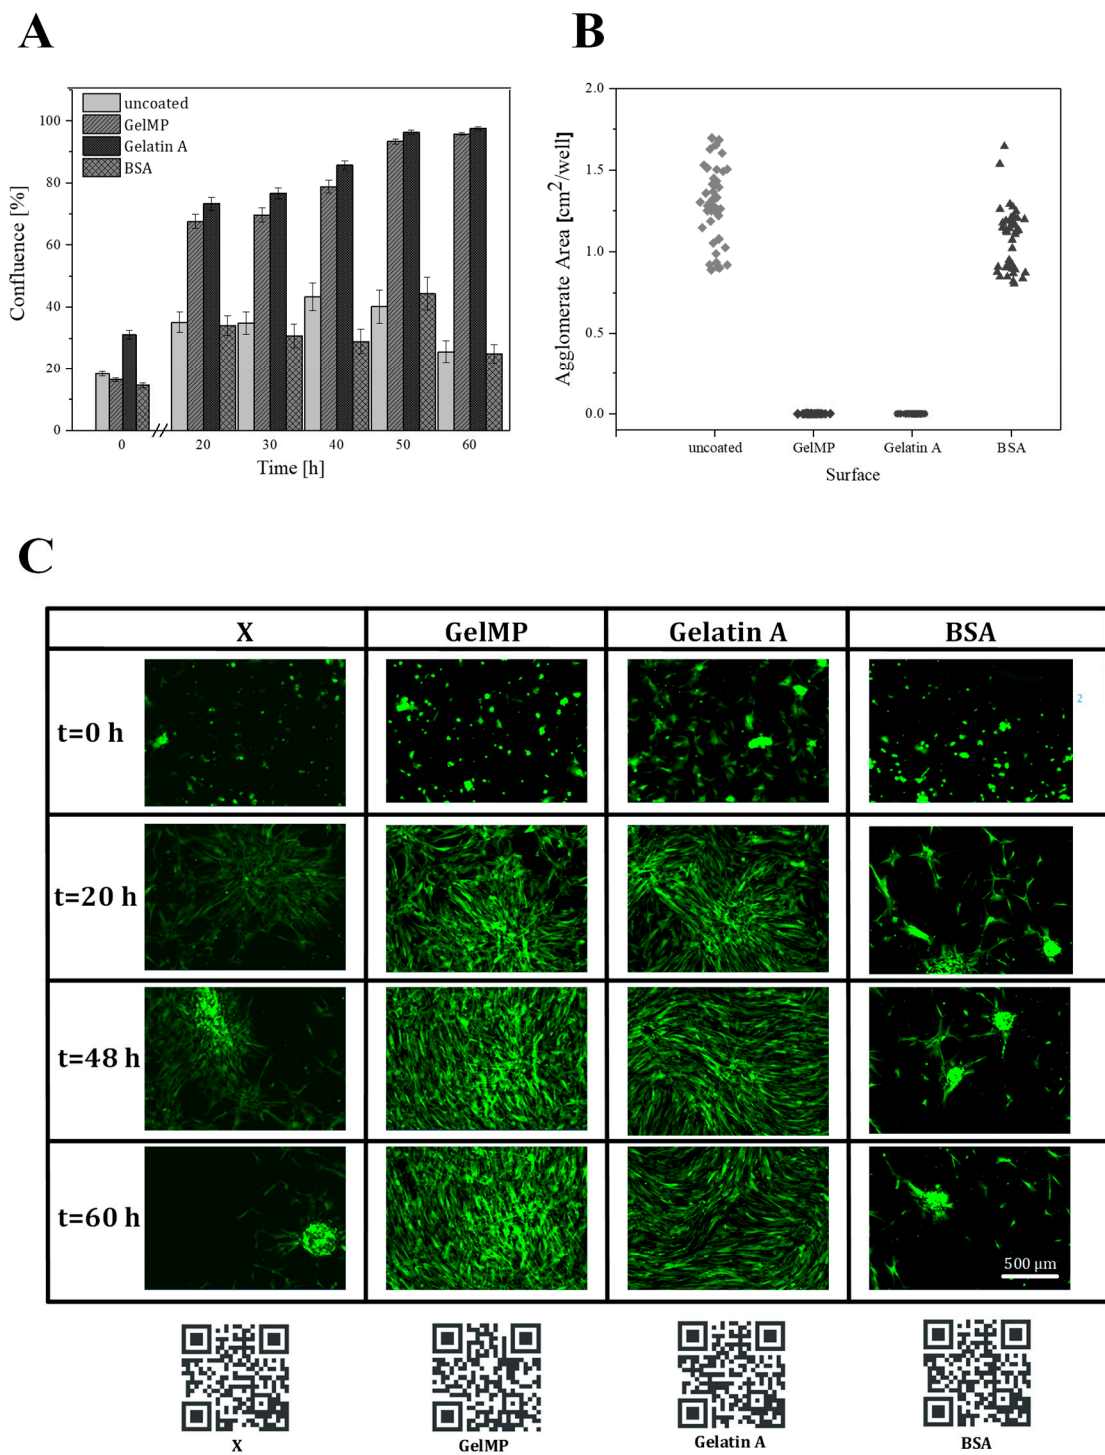 A
uncoated
GelMP
Gelatin A
BSA
Confluence [%]
100
80
60
40
20
0
0 20 30 40 50 60
Time [h]
B
Agglomerate Area [cm²/well]
2.0
1.5
1.0
0.5
0.0
uncoated GelMP Gelatin A BSA
Surface
C
X GelMP Gelatin A BSA
t=0 h
2
t=20 h
t=48 h
t=60 h
500 µm
X GelMP Gelatin A BSA